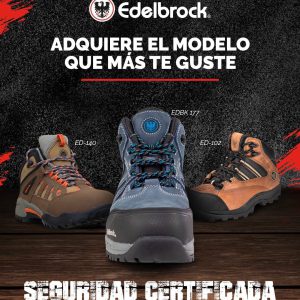 Edelbrock®
ADQUIERE EL MODELO
QUE MÁS TE GUSTE
EDBK 177
ED-140
ED-102
SEGURIDAD CERTIFICADA